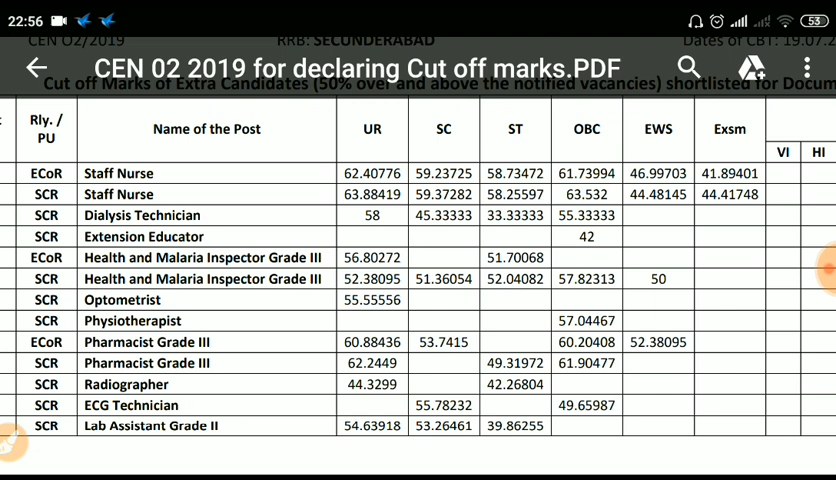 22:56 53
CEN 02/2019 RRB: SECUNDERABAD Dates of CBT: 19.07.2
CEN 02 2019 for declaring Cut off marks.PDF
Cut off Marks of Extra Candidates (50% over and above the notified vacancies) shortlisted for Docum
Rly. / PU Name of the Post UR SC ST OBC EWS Exsm
VI HI
ECoR Staff Nurse 62.40776 59.23725 58.73472 61.73994 46.99703 41.89401
SCR Staff Nurse 63.88419 59.37282 58.25597 63.532 44.48145 44.41748
SCR Dialysis Technician 58 45.33333 33.33333 55.33333
SCR Extension Educator 42
ECoR Health and Malaria Inspector Grade III 56.80272 51.70068
SCR Health and Malaria Inspector Grade III 52.38095 51.36054 52.04082 57.82313 50
SCR Optometrist 55.55556
SCR Physiotherapist 57.04467
ECoR Pharmacist Grade III 60.88436 53.7415 60.20408 52.38095
SCR Pharmacist Grade III 62.2449 49.31972 61.90477
SCR Radiographer 44.3299 42.26804
SCR ECG Technician 55.78232 49.65987
SCR Lab Assistant Grade II 54.63918 53.26461 39.86255